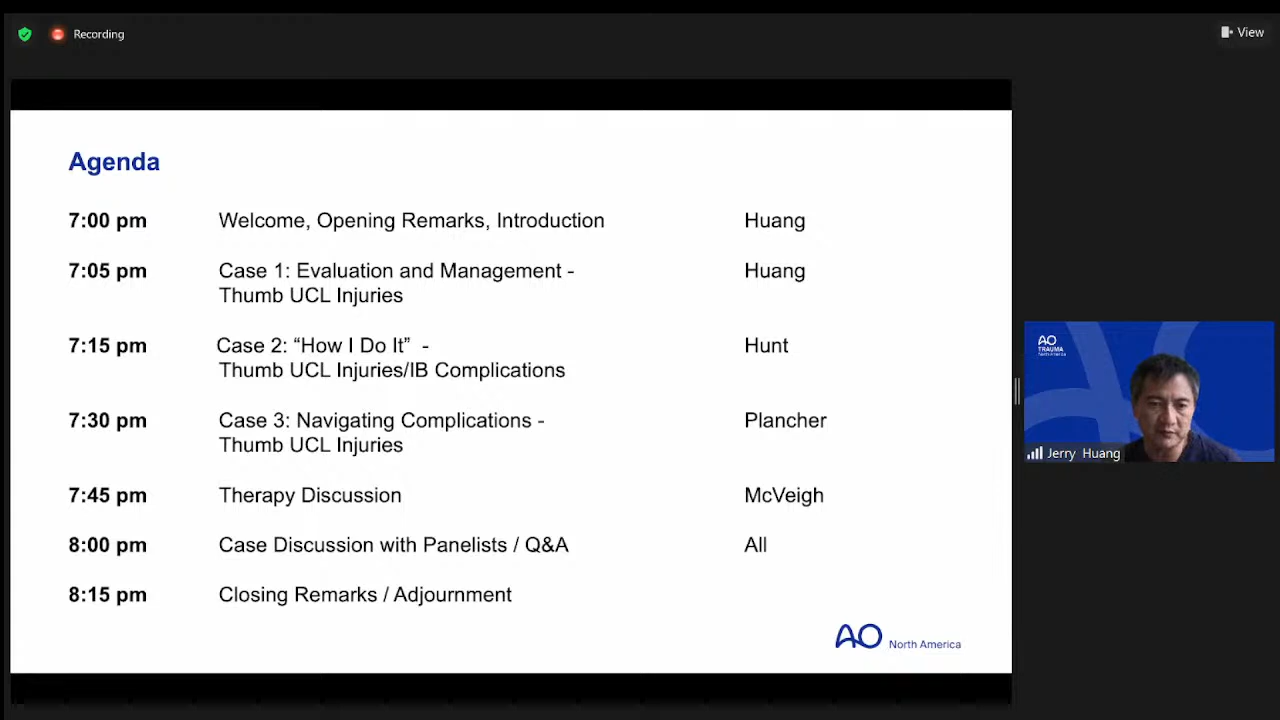 Recording
View
Agenda
7:00 pm Welcome, Opening Remarks, Introduction Huang
7:05 pm Case 1: Evaluation and Management - Huang
Thumb UCL Injuries
7:15 pm Case 2: “How I Do It” - Hunt
Thumb UCL Injuries/IB Complications
7:30 pm Case 3: Navigating Complications - Plancher
Thumb UCL Injuries
7:45 pm Therapy Discussion McVeigh
8:00 pm Case Discussion with Panelists / Q&A All
8:15 pm Closing Remarks / Adjournment
AO North America
AO
TRAUMA
North America
Jerry Huang